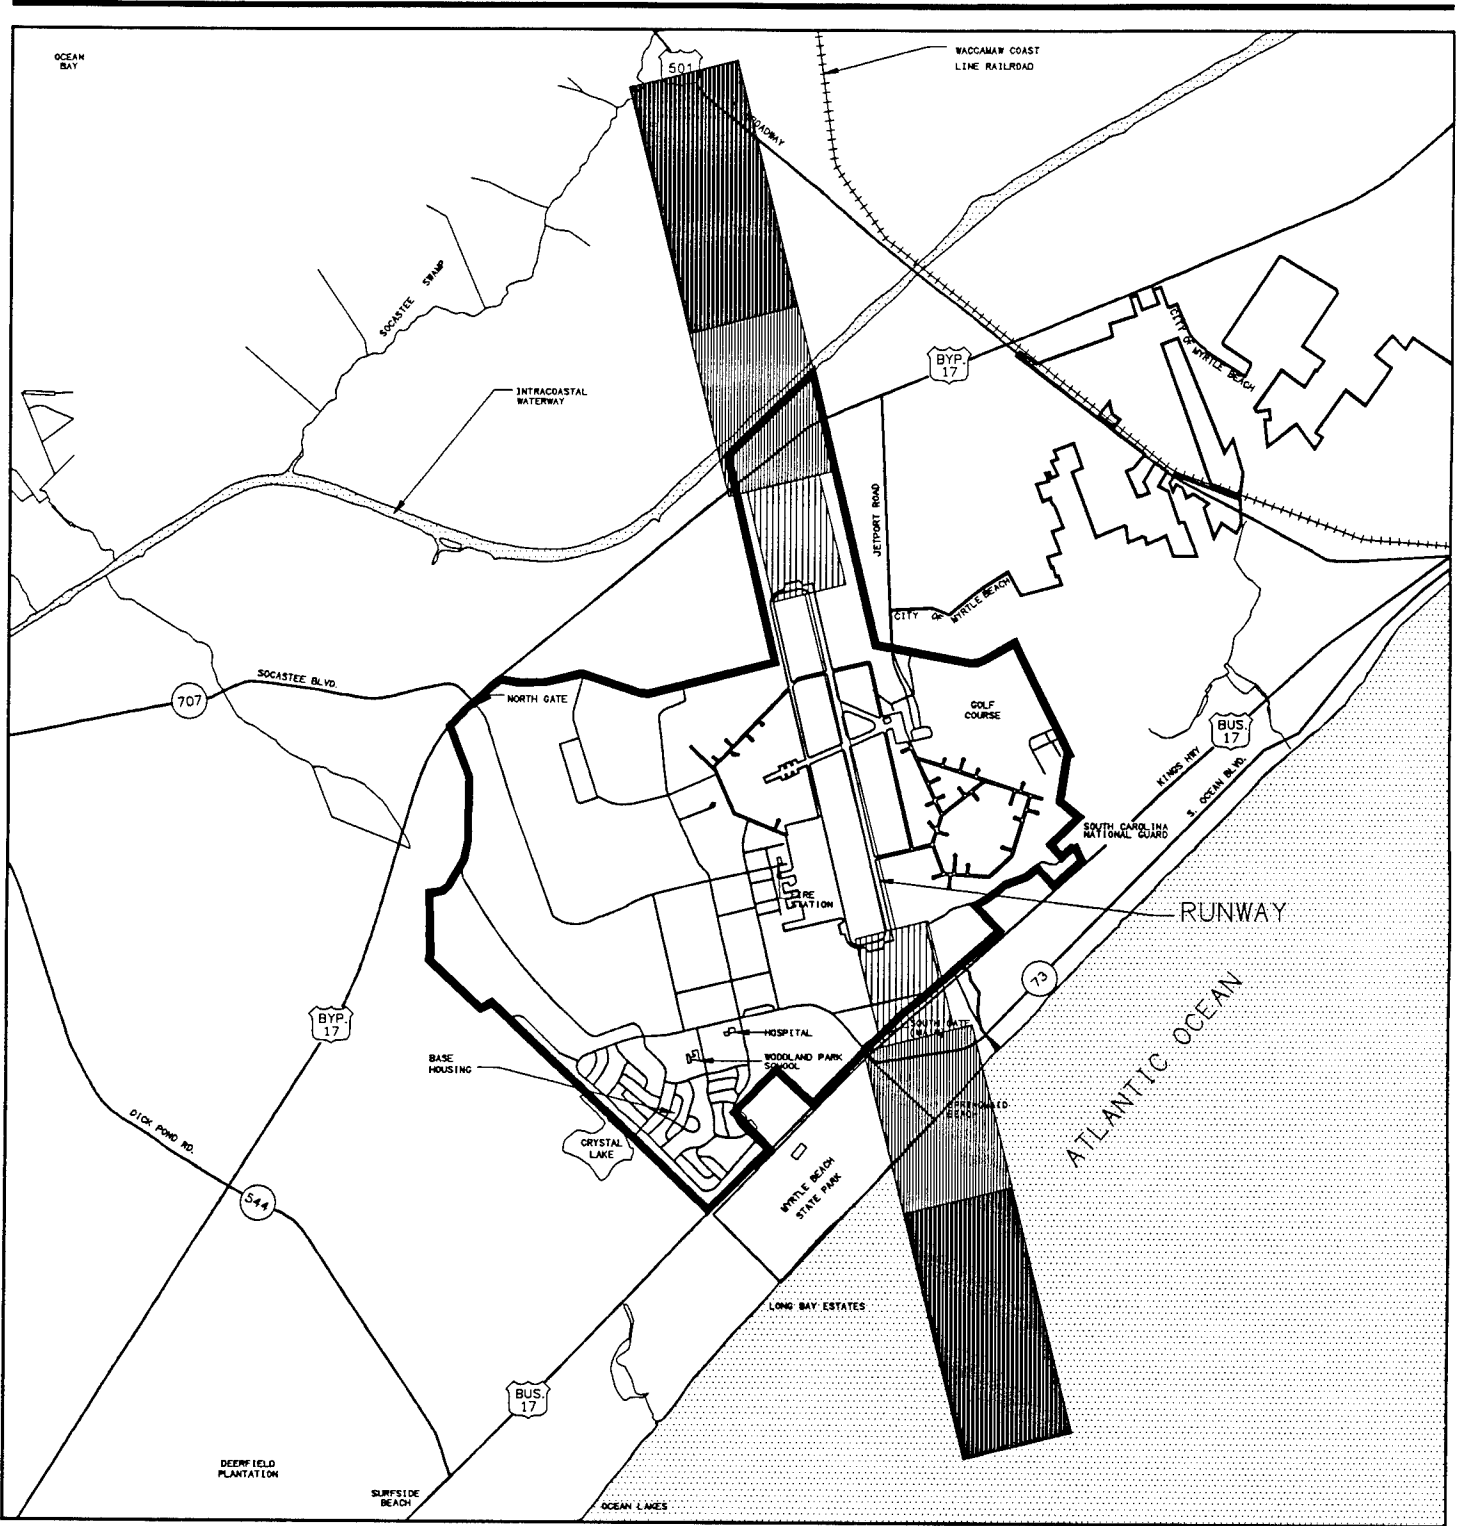 OCEAN
BAY
501
WACCAMAW COAST
LINE RAILROAD
BROADWAY
SOCASTEE SWAMP
CITY OF MYRTLE BEACH
BYP.
17
INTRACOASTAL
WATERWAY
JETPORT ROAD
CITY OF MYRTLE BEACH
SOCASTEE BLVD.
707
NORTH GATE
GOLF
COURSE
BUS.
17
KINGS HWY
S. OCEAN BLVD.
SOUTH CAROLINA
NATIONAL GUARD
FIRE
STATION
RUNWAY
73
ATLANTIC OCEAN
BYP.
17
SOUTH GATE
(MAIN)
HOSPITAL
BASE
HOUSING
WOODLAND PARK
SCHOOL
BEACH
DICK POND RD.
CRYSTAL
LAKE
MYRTLE BEACH
STATE PARK
544
LONG BAY ESTATES
BUS.
17
DEERFIELD
PLANTATION
SURFSIDE
BEACH
OCEAN LAKES